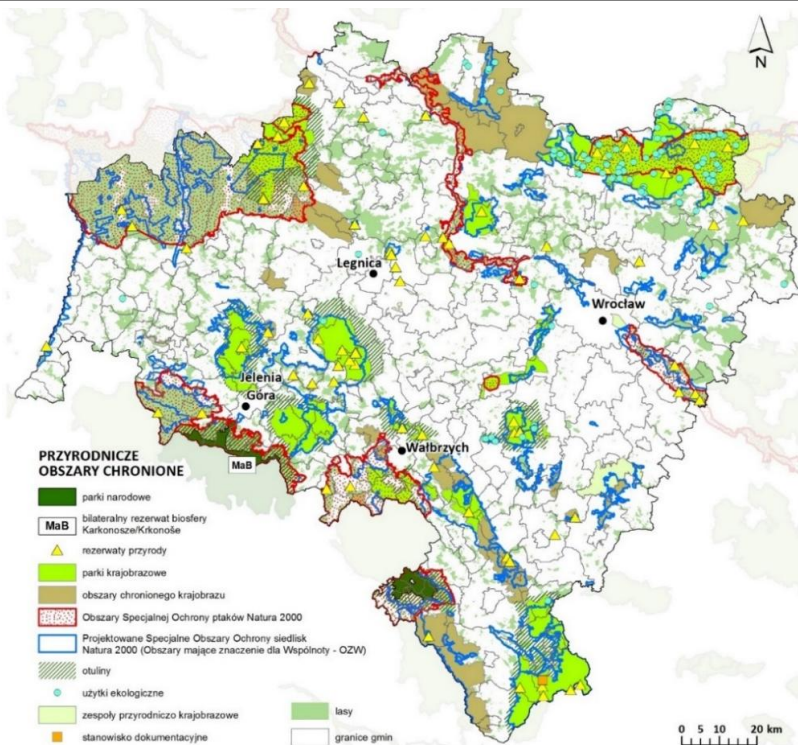 N
Legnica
Wrocław
Jelenia
Góra
Wałbrzych
MaB
PRZYRODNICZE
OBSZARY CHRONIONE
parki narodowe
MaB
bilateralny rezerwat biosfery
Karkonosze/Krkonoše
rezerwaty przyrody
parki krajobrazowe
obszary chronionego krajobrazu
Obszary Specjalnej Ochrony ptaków Natura 2000
Projektowane Specjalne Obszary Ochrony siedlisk
Natura 2000 (Obszary mające znaczenie dla Wspólnoty - OZW)
otuliny
użytki ekologiczne
zespoły przyrodniczo krajobrazowe
stanowisko dokumentacyjne
lasy
granice gmin
0 5 10 20 km